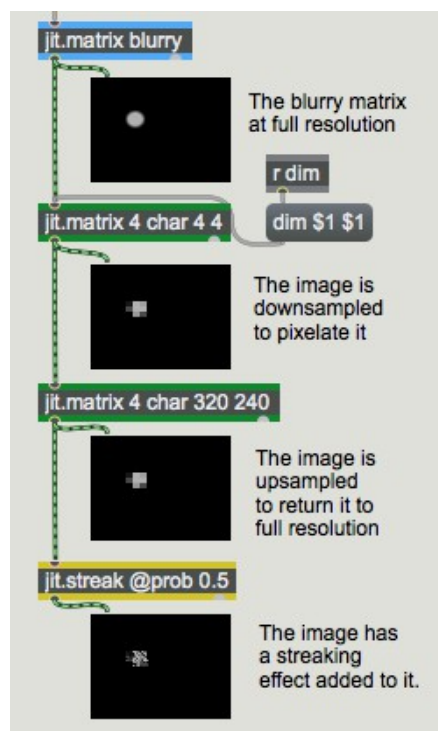 jit.matrix blurry
The blurry matrix
at full resolution
r dim
jit.matrix 4 char 4 4
dim $1 $1
The image is
downsampled
to pixelate it
jit.matrix 4 char 320 240
The image is
upsampled
to return it to
full resolution
jit.streak @prob 0.5
The image has
a streaking
effect added to it.